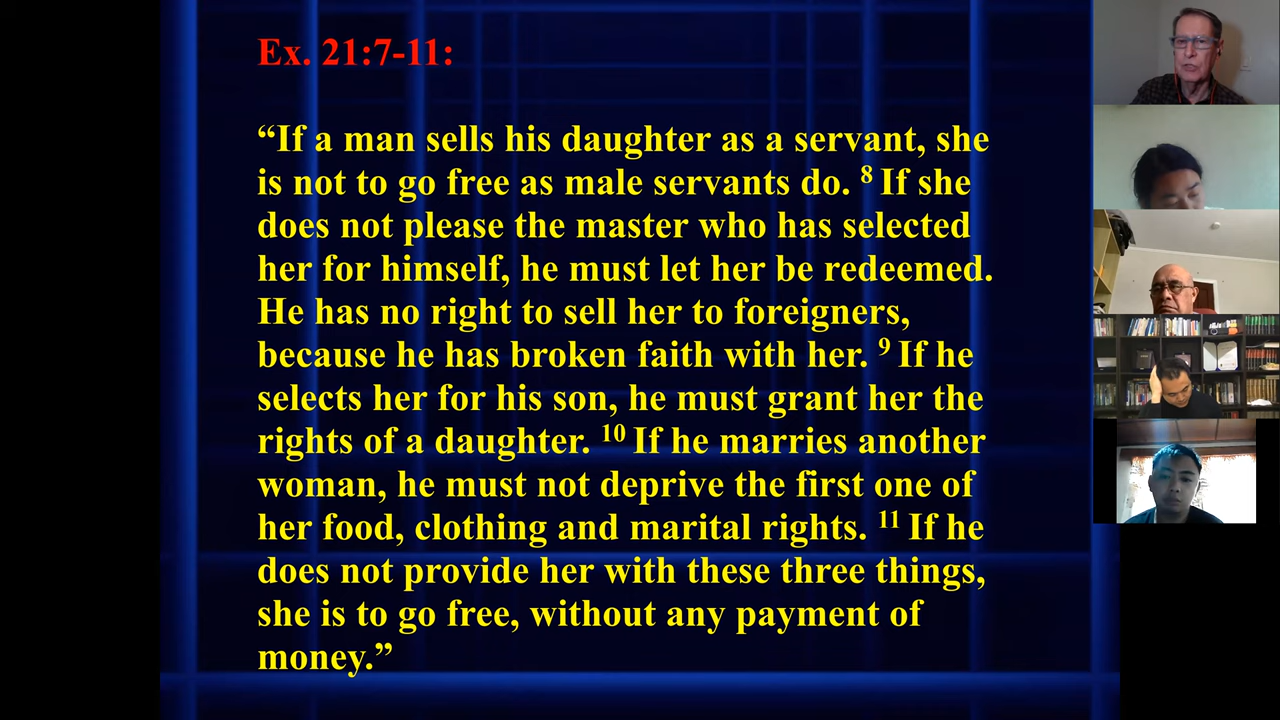 Ex. 21:7-11:
“If a man sells his daughter as a servant, she
is not to go free as male servants do. 8 If she
does not please the master who has selected
her for himself, he must let her be redeemed.
He has no right to sell her to foreigners,
because he has broken faith with her. 9 If he
selects her for his son, he must grant her the
rights of a daughter. 10 If he marries another
woman, he must not deprive the first one of
her food, clothing and marital rights. 11 If he
does not provide her with these three things,
she is to go free, without any payment of
money.”